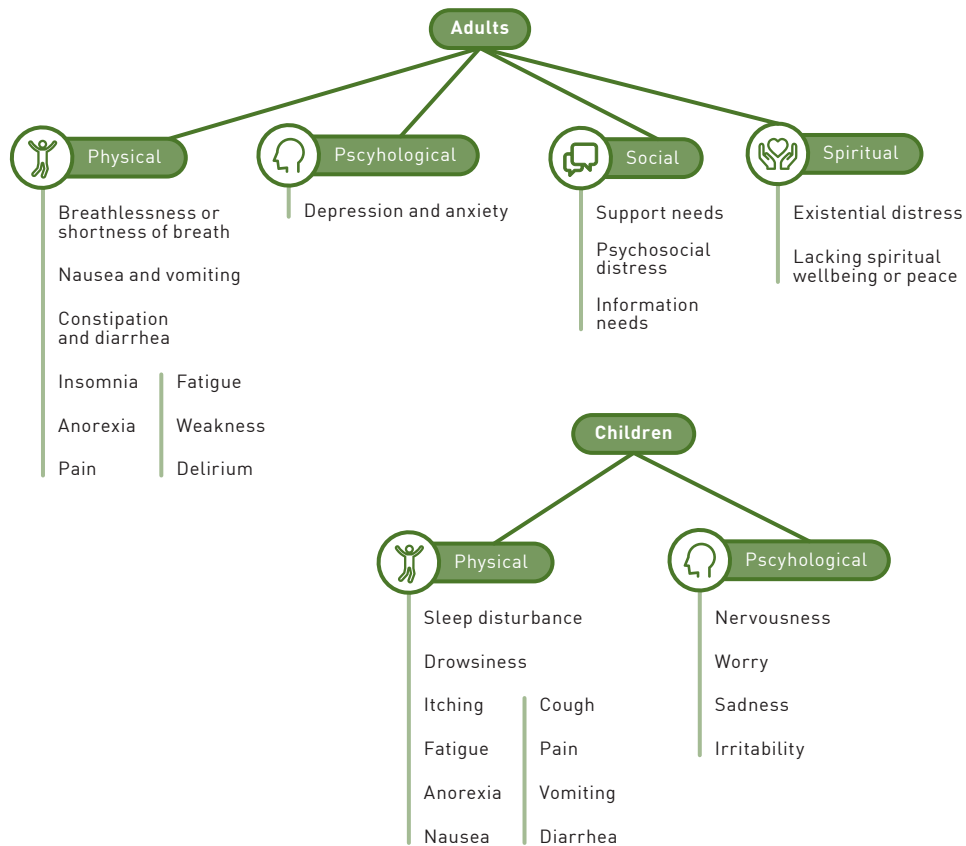 Adults
Physical
Breathlessness or
shortness of breath
Nausea and vomiting
Constipation
and diarrhea
Insomnia
Anorexia
Pain
Fatigue
Weakness
Delirium
Pscyhological
Depression and anxiety
Social
Support needs
Psychosocial
distress
Information
needs
Spiritual
Existential distress
Lacking spiritual
wellbeing or peace
Children
Physical
Sleep disturbance
Drowsiness
Itching
Fatigue
Anorexia
Nausea
Cough
Pain
Vomiting
Diarrhea
Pscyhological
Nervousness
Worry
Sadness
Irritability